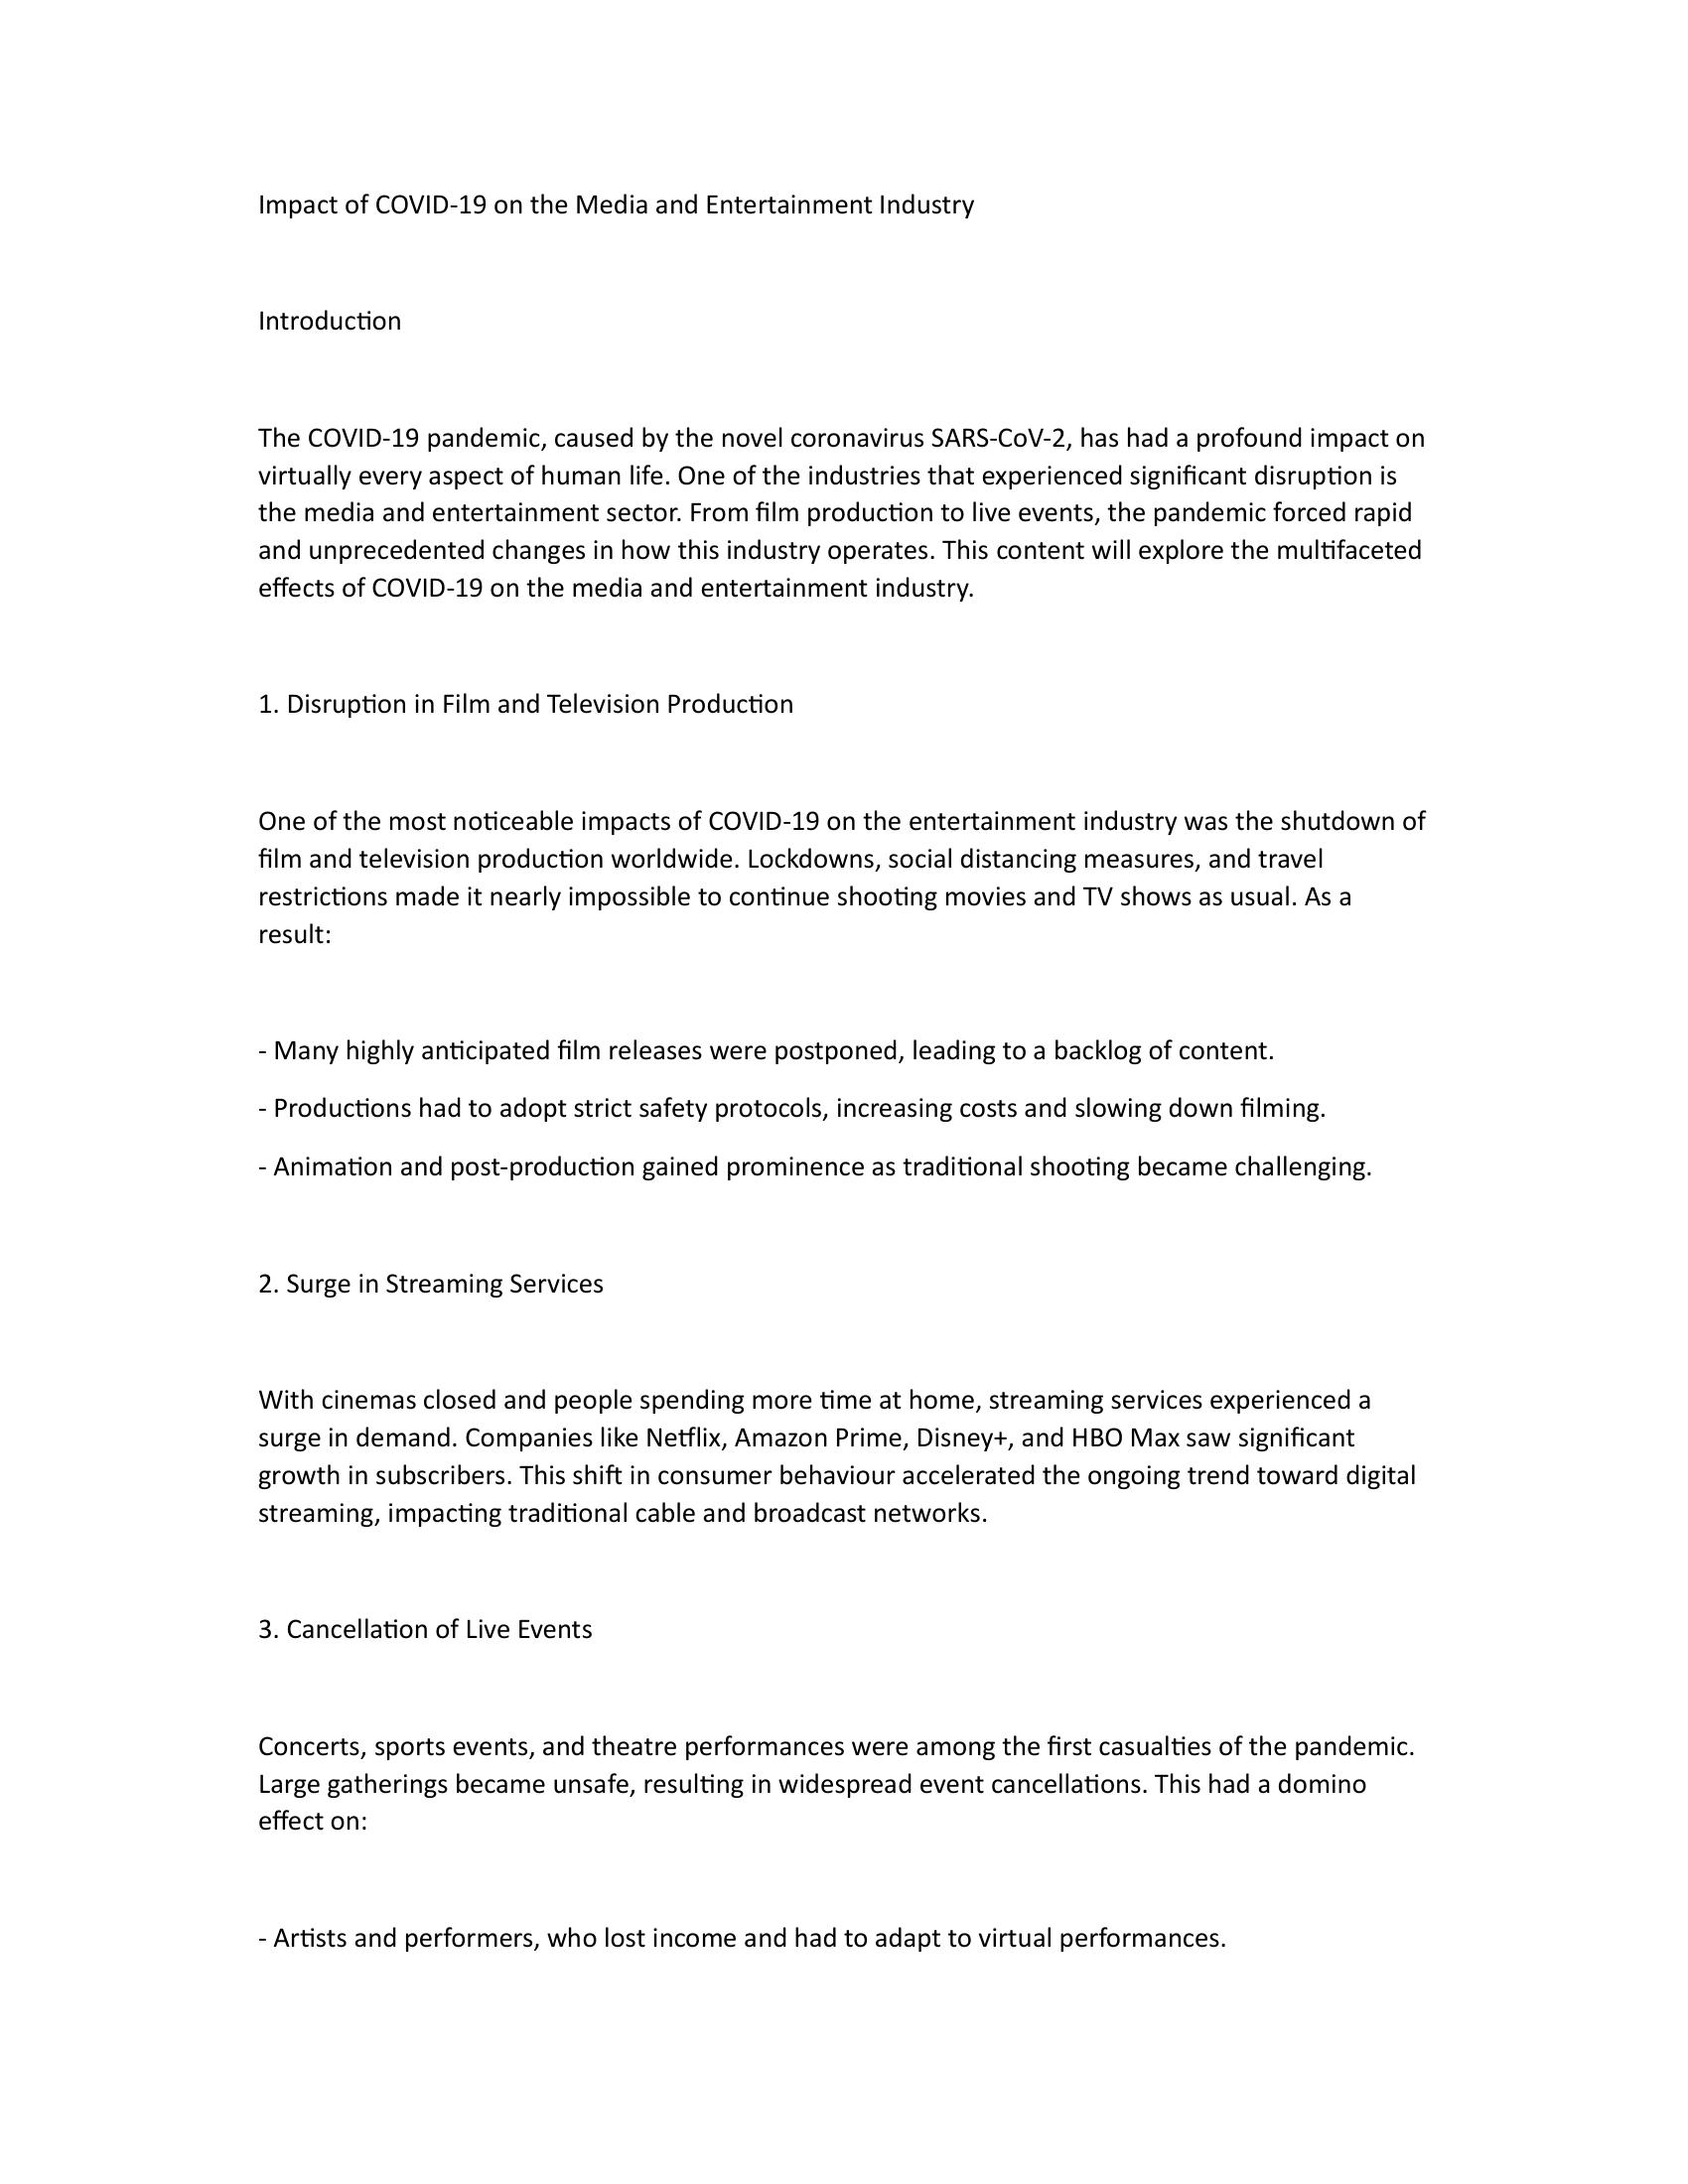 Impact of COVID-19 on the Media and Entertainment Industry
Introduction
The COVID-19 pandemic, caused by the novel coronavirus SARS-CoV-2, has had a profound impact on
virtually every aspect of human life. One of the industries that experienced significant disruption is
the media and entertainment sector. From film production to live events, the pandemic forced rapid
and unprecedented changes in how this industry operates. This content will explore the multifaceted
effects of COVID-19 on the media and entertainment industry.
1. Disruption in Film and Television Production
One of the most noticeable impacts of COVID-19 on the entertainment industry was the shutdown of
film and television production worldwide. Lockdowns, social distancing measures, and travel
restrictions made it nearly impossible to continue shooting movies and TV shows as usual. As a
result:
- Many highly anticipated film releases were postponed, leading to a backlog of content.
- Productions had to adopt strict safety protocols, increasing costs and slowing down filming.
- Animation and post-production gained prominence as traditional shooting became challenging.
2. Surge in Streaming Services
With cinemas closed and people spending more time at home, streaming services experienced a
surge in demand. Companies like Netflix, Amazon Prime, Disney+, and HBO Max saw significant
growth in subscribers. This shift in consumer behaviour accelerated the ongoing trend toward digital
streaming, impacting traditional cable and broadcast networks.
3. Cancellation of Live Events
Concerts, sports events, and theatre performances were among the first casualties of the pandemic.
Large gatherings became unsafe, resulting in widespread event cancellations. This had a domino
effect on:
- Artists and performers, who lost income and had to adapt to virtual performances.